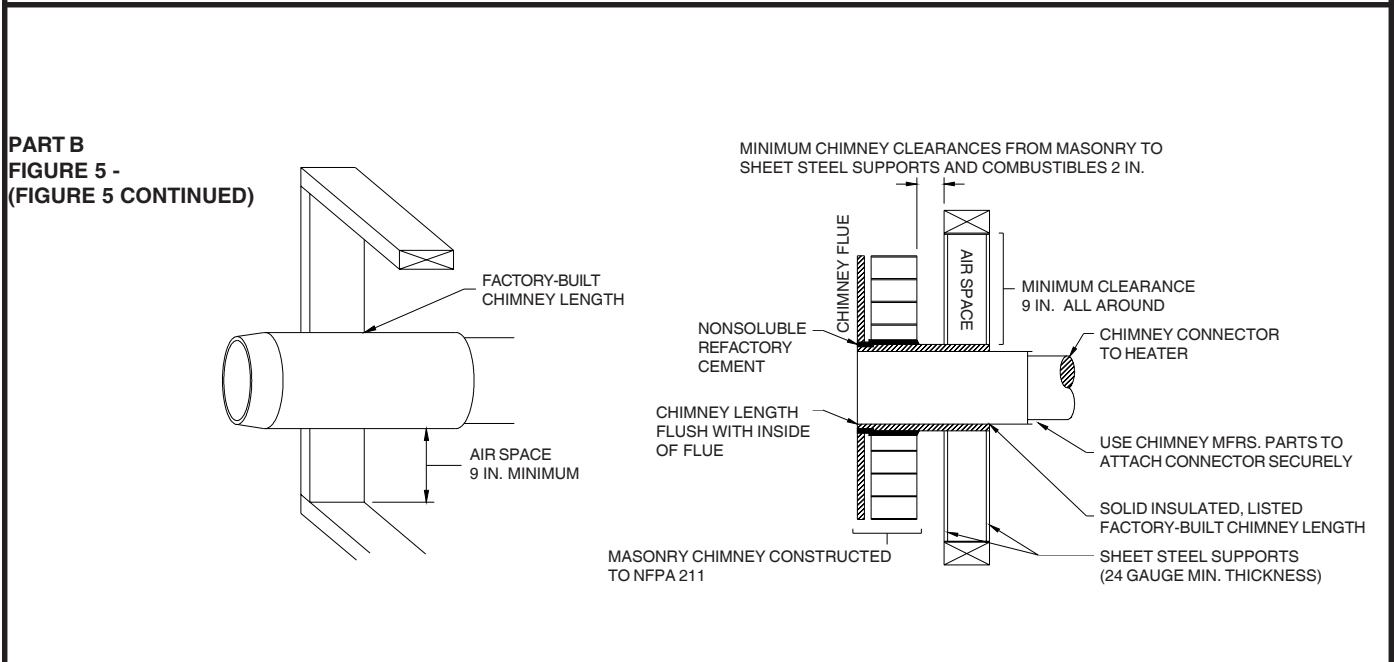 PART B
FIGURE 5 -
(FIGURE 5 CONTINUED)
FACTORY-BUILT
CHIMNEY LENGTH
AIR SPACE
9 IN. MINIMUM
MINIMUM CHIMNEY CLEARANCES FROM MASONRY TO
SHEET STEEL SUPPORTS AND COMBUSTIBLES 2 IN.
CHIMNEY FLUE
AIR SPACE
MINIMUM CLEARANCE
9 IN. ALL AROUND
NONSOLUBLE
REFACTORY
CEMENT
CHIMNEY CONNECTOR
TO HEATER
CHIMNEY LENGTH
FLUSH WITH INSIDE
OF FLUE
USE CHIMNEY MFRS. PARTS TO
ATTACH CONNECTOR SECURELY
SOLID INSULATED, LISTED
FACTORY-BUILT CHIMNEY LENGTH
MASONRY CHIMNEY CONSTRUCTED
TO NFPA 211
SHEET STEEL SUPPORTS
(24 GAUGE MIN. THICKNESS)